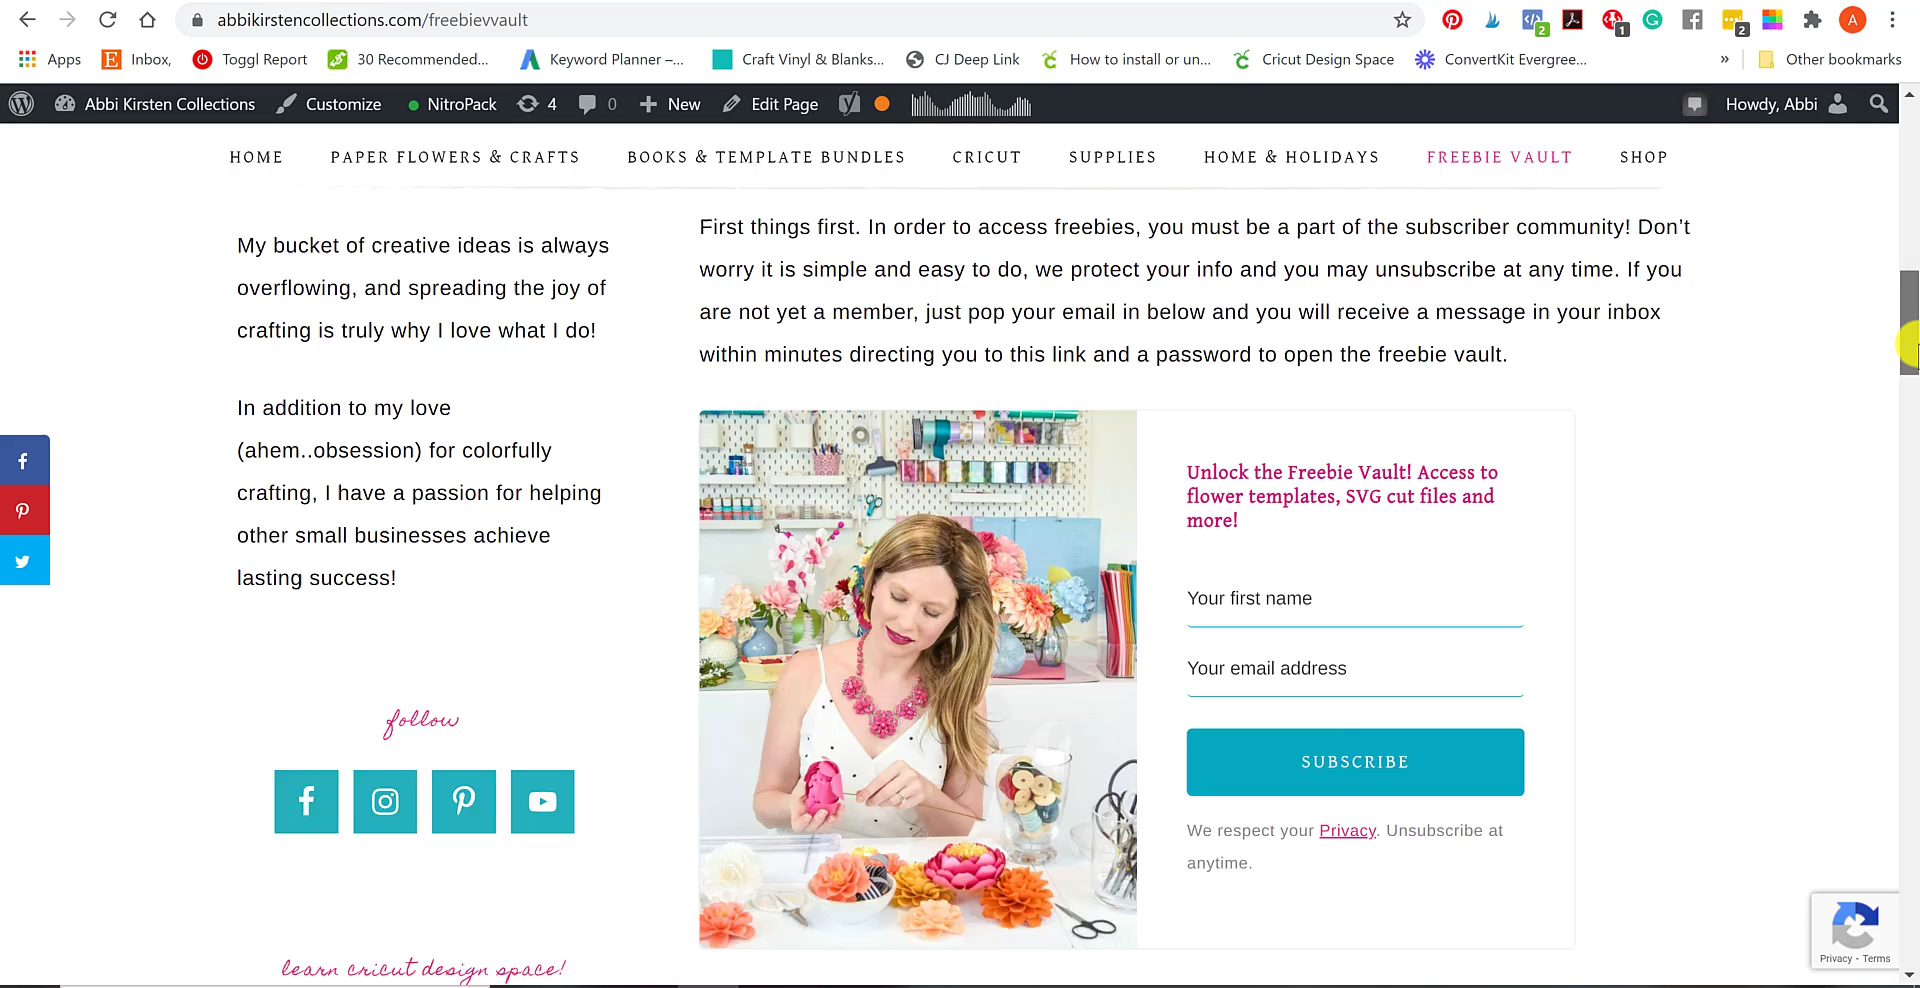 abbikirstencollections.com/freebievvault
2
1
2
A
Apps
Inbox,
Toggl Report
30 Recommended...
Keyword Planner –...
Craft Vinyl & Blanks...
CJ Deep Link
How to install or un...
Cricut Design Space
ConvertKit Evergree...
»
Other bookmarks
Abbi Kirsten Collections
Customize
NitroPack
4
0
New
Edit Page
Howdy, Abbi
HOME
PAPER FLOWERS & CRAFTS
BOOKS & TEMPLATE BUNDLES
CRICUT
SUPPLIES
HOME & HOLIDAYS
FREEBIE VAULT
SHOP
My bucket of creative ideas is always
overflowing, and spreading the joy of
crafting is truly why I love what I do!
In addition to my love
(ahem..obsession) for colorfully
crafting, I have a passion for helping
other small businesses achieve
lasting success!
follow
learn cricut design space!
First things first. In order to access freebies, you must be a part of the subscriber community! Don't
worry it is simple and easy to do, we protect your info and you may unsubscribe at any time. If you
are not yet a member, just pop your email in below and you will receive a message in your inbox
within minutes directing you to this link and a password to open the freebie vault.
Unlock the Freebie Vault! Access to
flower templates, SVG cut files and
more!
Your first name
Your email address
SUBSCRIBE
We respect your Privacy. Unsubscribe at
anytime.
Privacy - Terms